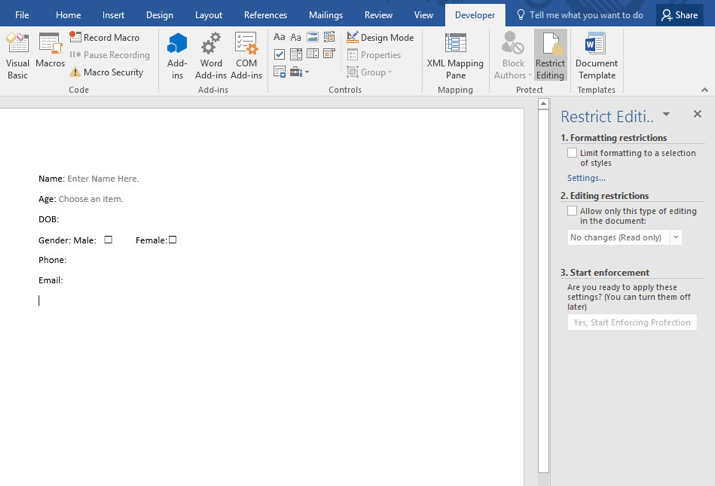 File Home Insert Design Layout References Mailings Review View Developer Tell me what you want to do Share
Visual Basic
Macros
Record Macro
Pause Recording
Macro Security
Code
Add-ins
Word Add-ins
COM Add-ins
Add-ins
Aa Aa
Design Mode
Properties
Group
Controls
XML Mapping Pane
Mapping
Block Authors
Restrict Editing
Protect
Document Template
Templates
Name: Enter Name Here.
Age: Choose an item.
DOB:
Gender: Male: ☐ Female:☐
Phone:
Email:
Restrict Editi..
1. Formatting restrictions
Limit formatting to a selection
of styles
Settings...
2. Editing restrictions
Allow only this type of editing
in the document:
No changes (Read only)
3. Start enforcement
Are you ready to apply these
settings? (You can turn them off
later)
Yes, Start Enforcing Protection